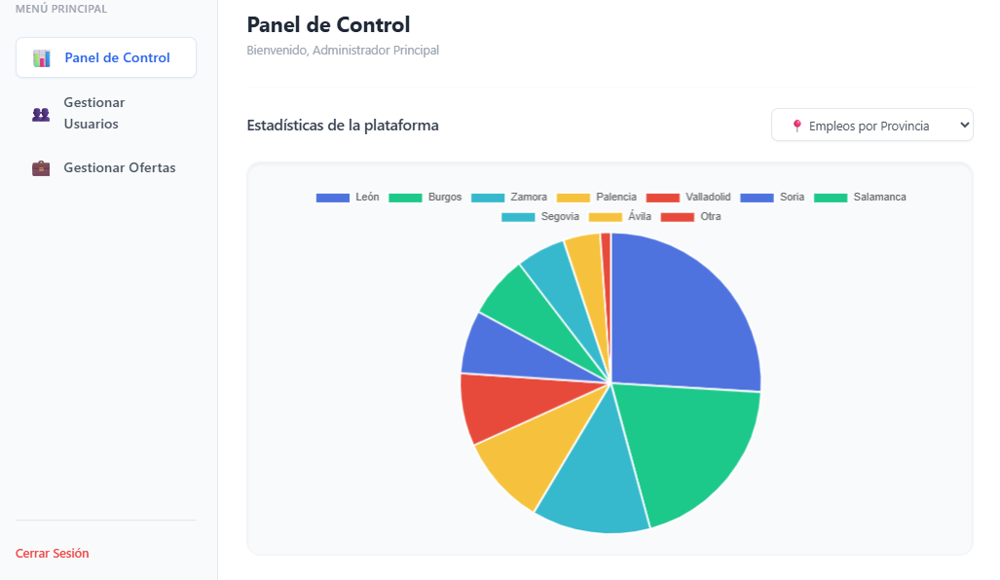 MENÚ PRINCIPAL
Panel de Control
Gestionar
Usuarios
Gestionar Ofertas
Cerrar Sesión
Panel de Control
Bienvenido, Administrador Principal
Estadísticas de la plataforma
Empleos por Provincia
León Burgos Zamora Palencia Valladolid Soria Salamanca
Segovia Ávila Otra